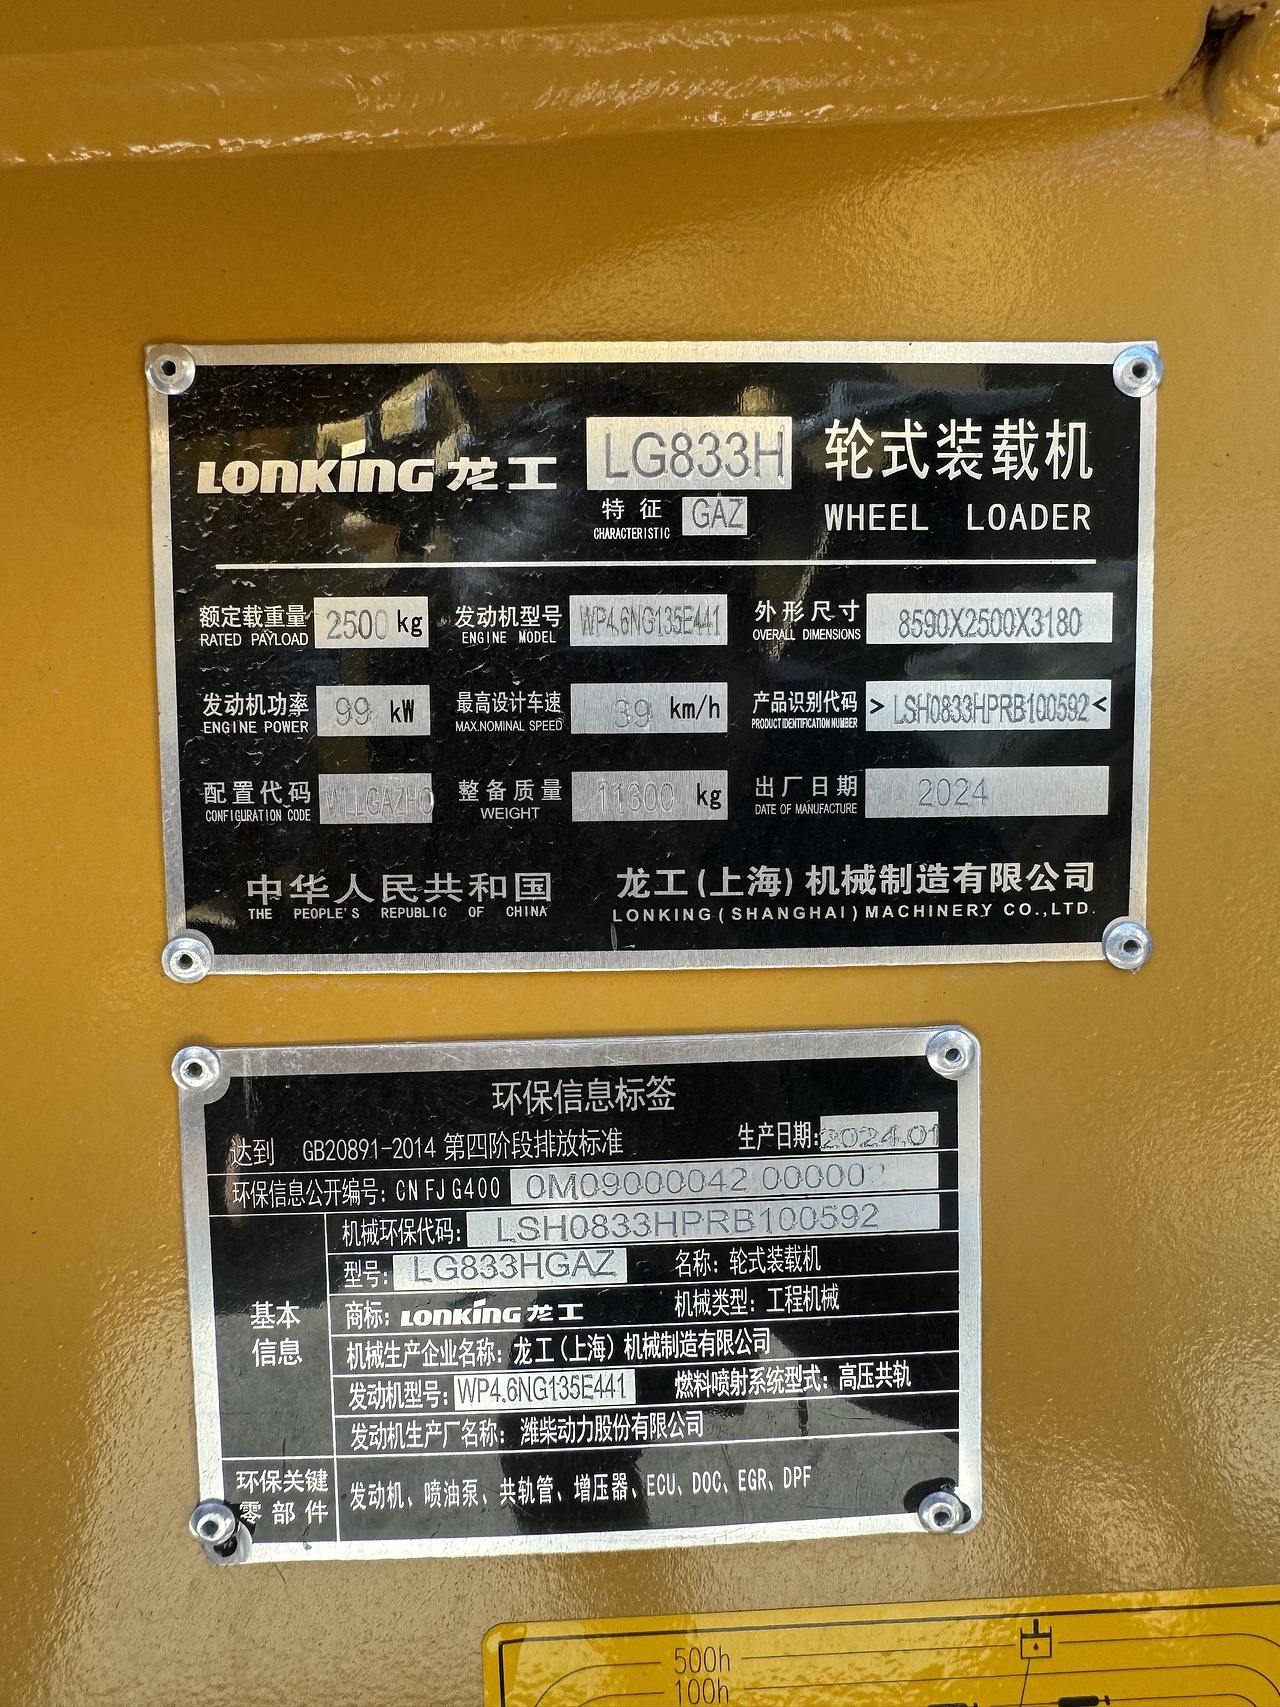 LONKING 龙工 LG833H 轮式装载机
特征 GAZ WHEEL LOADER
CHARACTERISTIC
额定载重量 2500 kg 发动机型号 WP4.6NG135E441 外形尺寸 8590X2500X3180
RATED PAYLOAD ENGINE MODEL OVERALL DIMENSIONS
发动机功率 99 kW 最高设计车速 39 km/h 产品识别代码 >LSH0833HPRB100592<
ENGINE POWER MAX.NOMINAL SPEED PRODUCT IDENTIFICATION NUMBER
配置代码 整备质量 11300 kg 出厂日期 2024
CONFIGURATION CODE WEIGHT DATE OF MANUFACTURE
中华人民共和国 龙工(上海)机械制造有限公司
THE PEOPLE'S REPUBLIC OF CHINA LONKING(SHANGHAI)MACHINERY CO.,LTD.
环保信息标签
达到 GB20891-2014 第四阶段排放标准 生产日期:2024.01
环保信息公开编号: CN FJ G400 0M09000042 000002
基本信息
机械环保代码: LSH0833HPRB100592
型号: LG833HGAZ 名称: 轮式装载机
商标: LONKING 龙工 机械类型: 工程机械
机械生产企业名称: 龙工(上海)机械制造有限公司
发动机型号: WP4.6NG135E441 燃料喷射系统型式: 高压共轨
发动机生产厂名称: 潍柴动力股份有限公司
环保关键零部件 发动机、喷油泵、共轨管、增压器、ECU、DOC、EGR、DPF
500h
100h